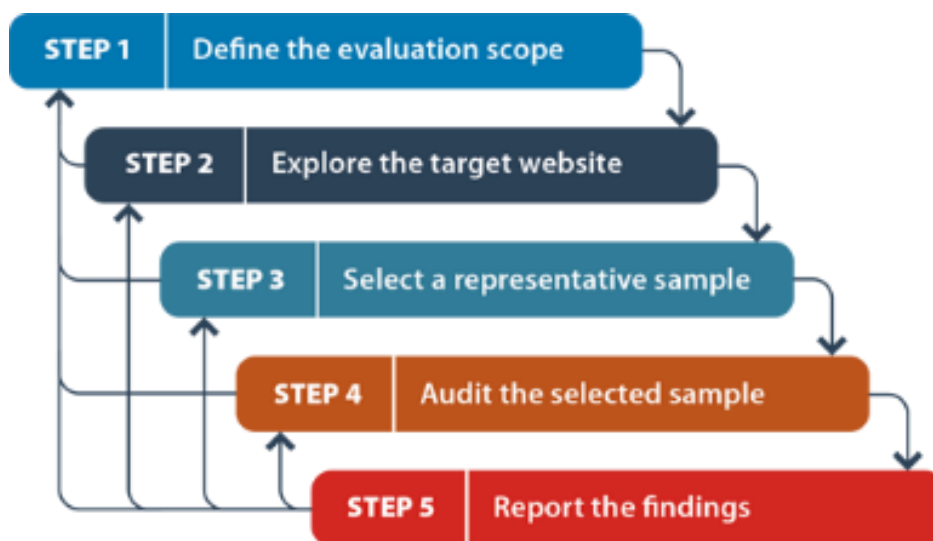 STEP 1 Define the evaluation scope
STEP 2 Explore the target website
STEP 3 Select a representative sample
STEP 4 Audit the selected sample
STEP 5 Report the findings